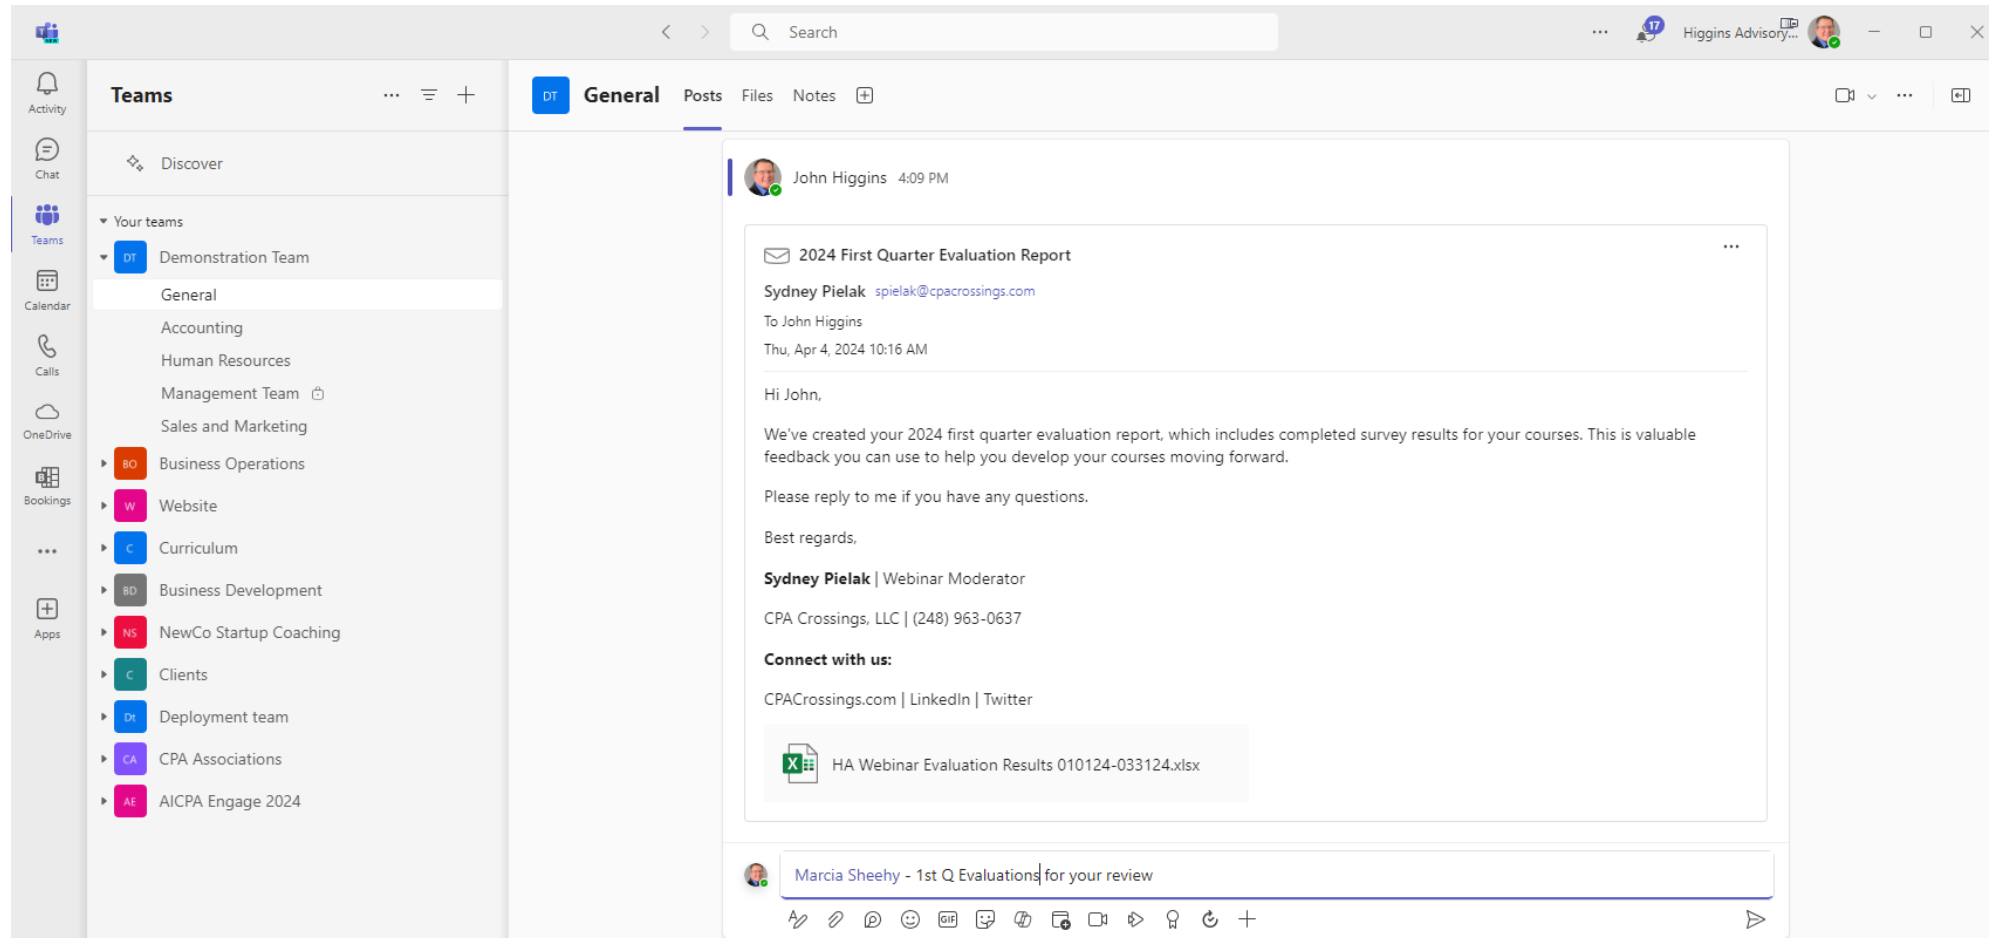 NEW
Search
17
Higgins Advisory...
Activity
Chat
Teams
Calendar
Calls
OneDrive
Bookings
Apps
Teams
Discover
Your teams
DT Demonstration Team
General
Accounting
Human Resources
Management Team
Sales and Marketing
BO Business Operations
W Website
C Curriculum
BD Business Development
NS NewCo Startup Coaching
C Clients
Dt Deployment team
CA CPA Associations
AE AICPA Engage 2024
DT General Posts Files Notes
John Higgins 4:09 PM
2024 First Quarter Evaluation Report
Sydney Pielak spielak@cpacrossings.com
To John Higgins
Thu, Apr 4, 2024 10:16 AM
Hi John,
We've created your 2024 first quarter evaluation report, which includes completed survey results for your courses. This is valuable
feedback you can use to help you develop your courses moving forward.
Please reply to me if you have any questions.
Best regards,
Sydney Pielak | Webinar Moderator
CPA Crossings, LLC | (248) 963-0637
Connect with us:
CPACrossings.com | LinkedIn | Twitter
HA Webinar Evaluation Results 010124-033124.xlsx
Marcia Sheehy - 1st Q Evaluations for your review
GIF